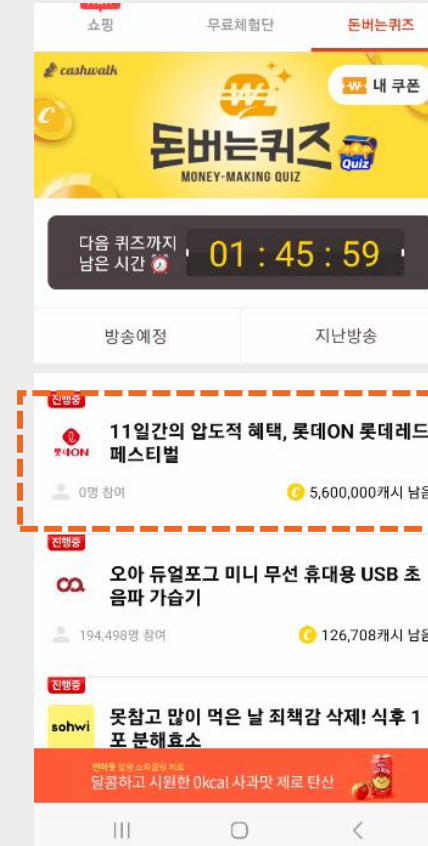 쇼핑
무료체험단
돈버는퀴즈
cashwalk
내 쿠폰
돈버는퀴즈
Quiz
MONEY-MAKING QUIZ
다음 퀴즈까지
남은 시간
01 : 45 : 59
방송예정
지난방송
진행중
11일간의 압도적 혜택, 롯데ON 롯데레드
페스티벌
롯데ON
0명 참여
5,600,000캐시 남음
진행중
오아 듀얼포그 미니 무선 휴대용 USB 초
음파 가습기
194,498명 참여
126,708캐시 남음
진행중
sohwi
못참고 많이 먹은 날 죄책감 삭제! 식후 1
포 분해효소
달콤하고 시원한 0kcal 사과맛 제로 탄산